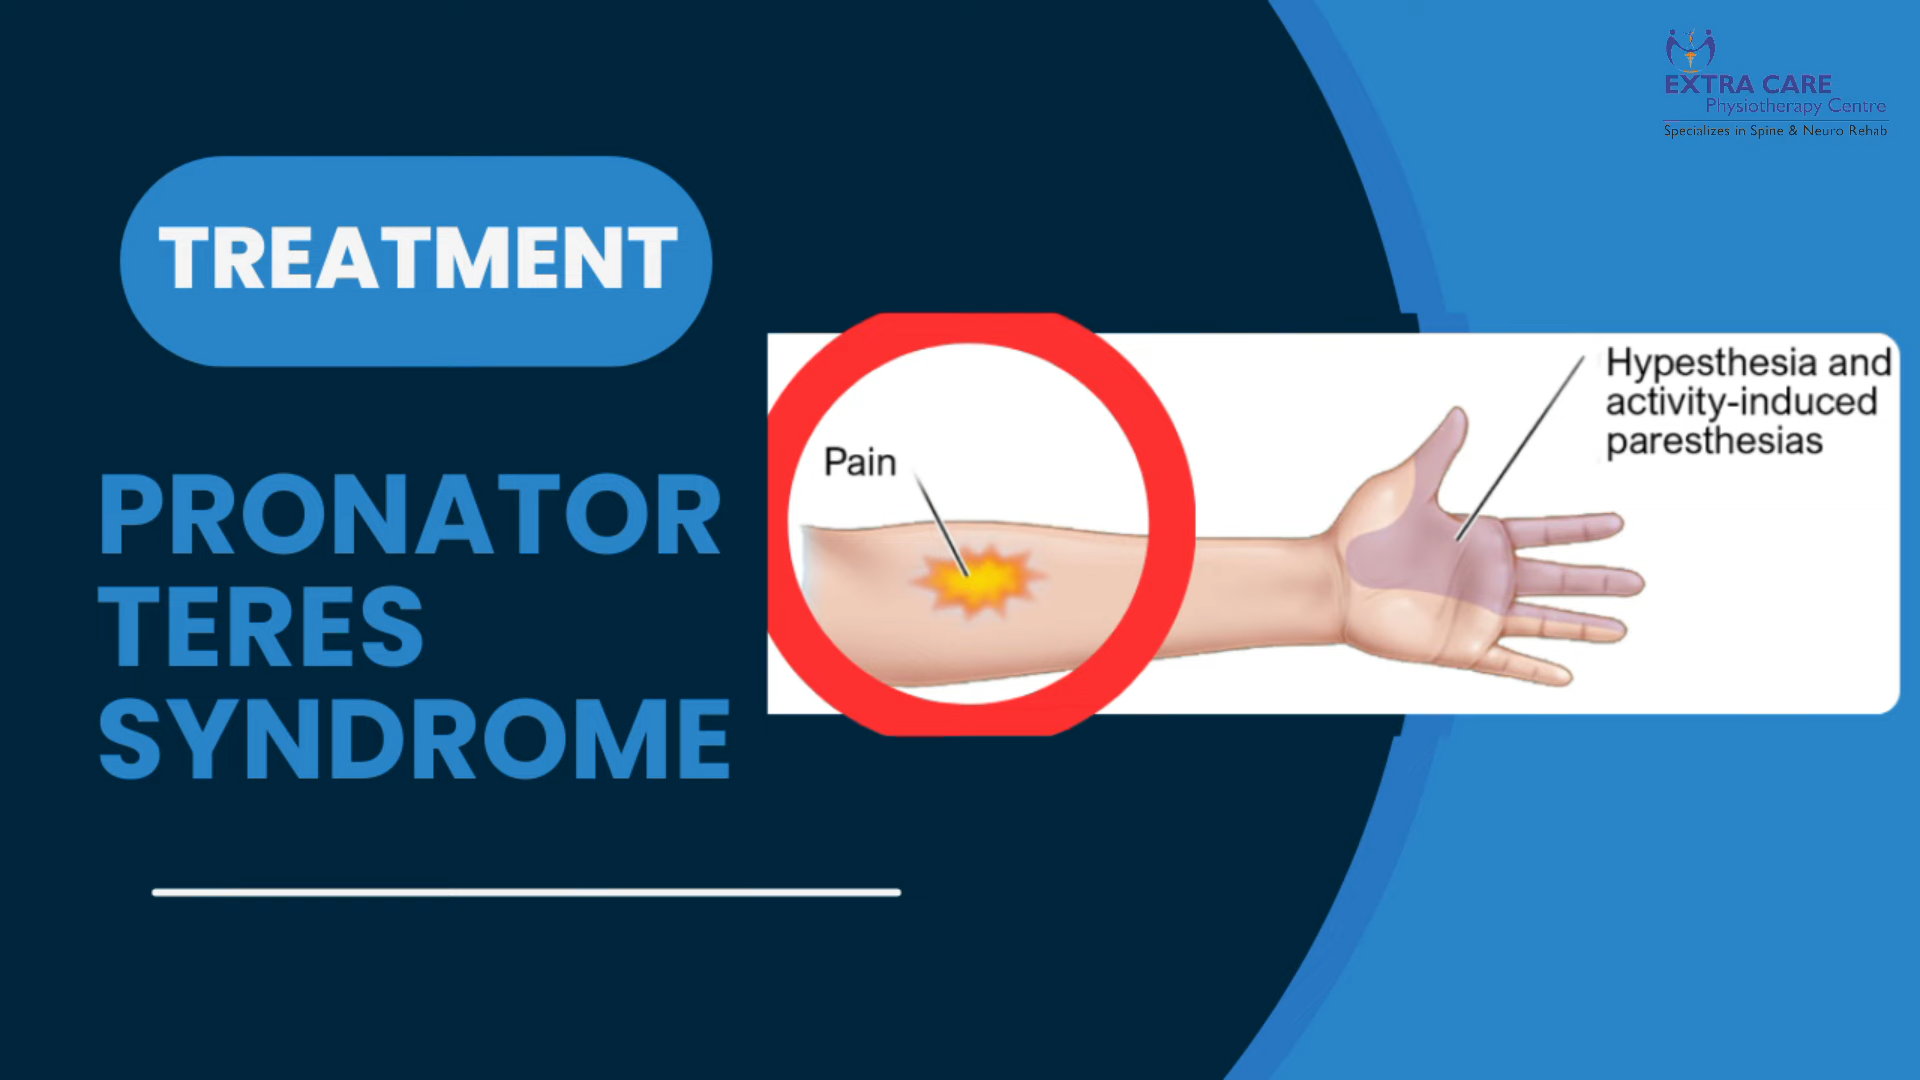 EXTRA CARE
Physiotherapy Centre
Specializes in Spine & Neuro Rehab
TREATMENT
PRONATOR
TERES
SYNDROME
Pain
Hypesthesia and
activity-induced
paresthesias